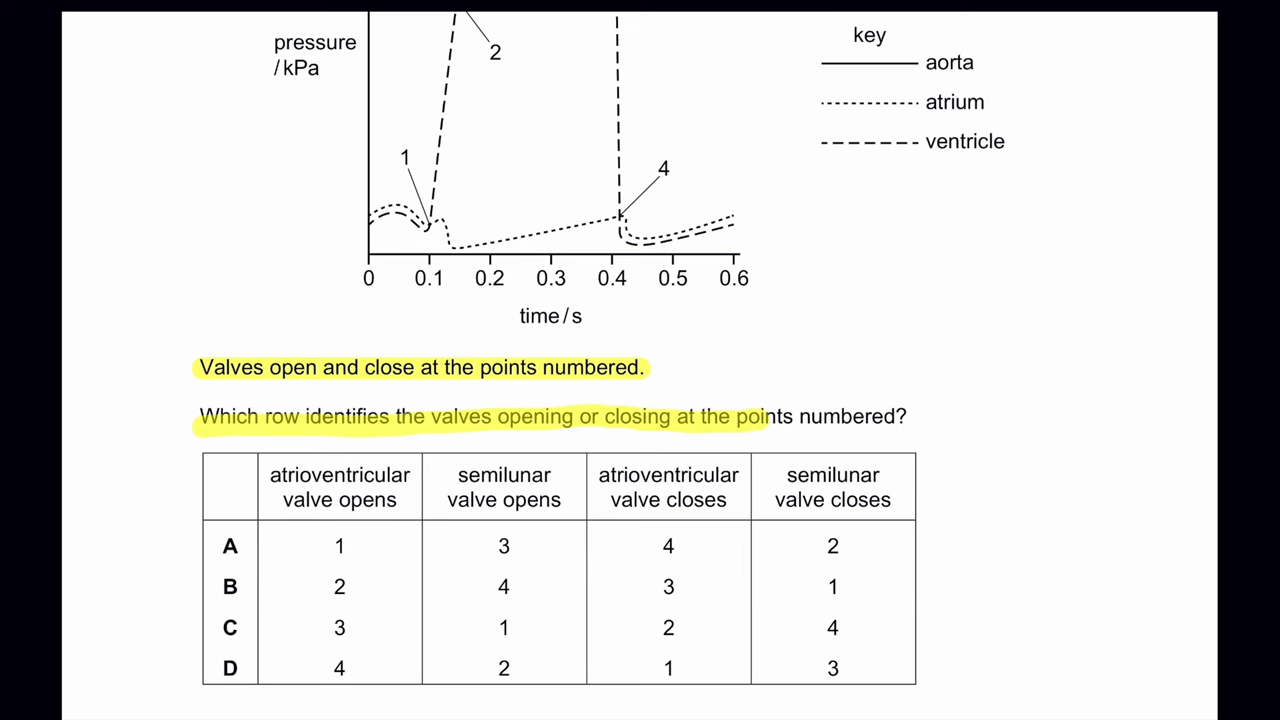 pressure
/ kPa
2
1
4
key
aorta
atrium
ventricle
0 0.1 0.2 0.3 0.4 0.5 0.6
time / s
Valves open and close at the points numbered.
Which row identifies the valves opening or closing at the points numbered?
atrioventricular valve opens semilunar valve opens atrioventricular valve closes semilunar valve closes
A 1 3 4 2
B 2 4 3 1
C 3 1 2 4
D 4 2 1 3